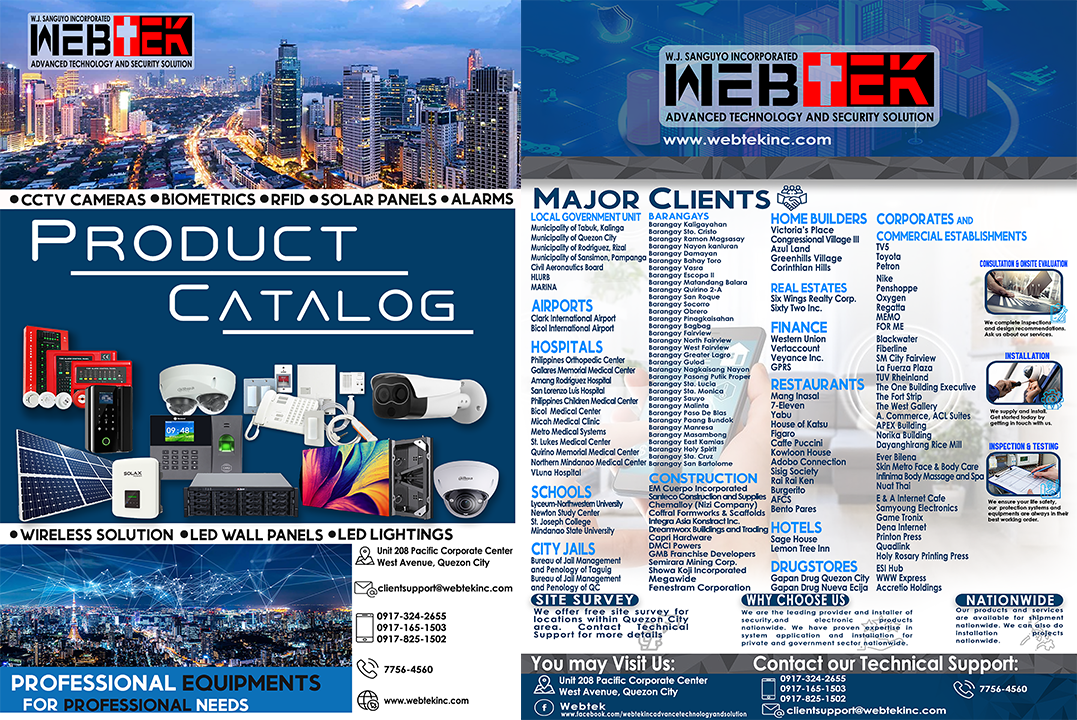 W.J. SANGUYO INCORPORATED
WEBTEK
ADVANCED TECHNOLOGY AND SECURITY SOLUTION
•CCTV CAMERAS •BIOMETRICS •RFID •SOLAR PANELS •ALARMS
PRODUCT
CATALOG
09:48
SOLAX
•WIRELESS SOLUTION •LED WALL PANELS •LED LIGHTINGS
Unit 208 Pacific Corporate Center
West Avenue, Quezon City
clientsupport@webtekinc.com
0917-324-2655
0917-165-1503
0917-825-1502
7756-4560
www.webtekinc.com
PROFESSIONAL EQUIPMENTS
FOR PROFESSIONAL NEEDS
W.J. SANGUYO INCORPORATED
WEBTEK
ADVANCED TECHNOLOGY AND SECURITY SOLUTION
www.webtekinc.com
MAJOR CLIENTS
LOCAL GOVERNMENT UNIT
Municipality of Tabuk, Kalinga
Municipality of Quezon City
Municipality of Rodriguez, Rizal
Municipality of Sansimon, Pampanga
Civil Aeronautics Board
HLURB
MARINA
AIRPORTS
Clark International Airport
Bicol International Airport
HOSPITALS
Philippines Orthopedic Center
Gallares Memorial Medical Center
Amang Rodriguez Hospital
San Lorenzo Luis Hospital
Philippines Children Medical Center
Bicol Medical Center
Micah Medical Clinic
Metro Medical Systems
St. Lukes Medical Center
Quirino Memorial Medical Center
Northern Mindanao Medical Center
VLuna Hospital
SCHOOLS
Lyceum-Northwestern University
Newton Study Center
St. Joseph College
Mindanao State University
CITY JAILS
Bureau of Jail Management
and Penology of Taguig
Bureau of Jail Management
and Penology of QC
BARANGAYS
Barangay Kaligayahan
Barangay Sto. Cristo
Barangay Ramon Magsasay
Barangay Nayon kanluran
Barangay Damayan
Barangay Bahay Toro
Barangay Vasra
Barangay Escopa II
Barangay Matandang Balara
Barangay Quirino 2-A
Barangay San Roque
Barangay Socorro
Barangay Obrero
Barangay Pinagkaisahan
Barangay Bagbag
Barangay Fairview
Barangay North Fairview
Barangay West Fairview
Barangay Greater Lagro
Barangay Gulod
Barangay Nagkaisang Nayon
Barangay Pasong Putik Proper
Barangay Sta. Lucia
Barangay Sta. Monica
Barangay Sauyo
Barangay Malinta
Barangay Paso De Blas
Barangay Paang Bundok
Barangay Manresa
Barangay Masambong
Barangay East Kamias
Barangay Holy Spirit
Barangay Sta. Cruz
Barangay San Bartolome
CONSTRUCTION
EM Cuerpo Incorporated
Santeco Construction and Supplies
Chemalloy (Nizi Company)
Coffral Formworks & Scaffolds
Integra Asia Konstract Inc.
Dreamworx Buildings and Trading
Capri Hardware
DMCI Powers
GMB Franchise Developers
Semirara Mining Corp.
Showa Koji Incorporated
Megawide
Fenestram Corporation
HOME BUILDERS
Victoria's Place
Congressional Village III
Azul Land
Greenhills Village
Corinthian Hills
REAL ESTATES
Six Wings Realty Corp.
Sixty Two Inc.
FINANCE
Western Union
Vertaccount
Veyance Inc.
GPRS
RESTAURANTS
Mang Inasal
7-Eleven
Yabu
House of Katsu
Figaro
Caffe Puccini
Kowloon House
Adobo Connection
Sisig Society
Rai Rai Ken
Burgerito
AFCS
Bento Pares
HOTELS
Sage House
Lemon Tree Inn
DRUGSTORES
Gapan Drug Quezon City
Gapan Drug Nueva Ecija
CORPORATES AND
COMMERCIAL ESTABLISHMENTS
TV5
Toyota
Petron
Nike
Penshoppe
Oxygen
Regatta
MEMO
FOR ME
Blackwater
Fiberline
SM City Fairview
La Fuerza Plaza
TUV Rheinland
The One Building Executive
The Fort Strip
The West Gallery
A. Commerce, ACL Suites
APEX Building
Norika Building
Dayanghirang Rice Mill
Ever Bilena
Skin Metro Face & Body Care
Infinima Body Massage and Spa
Nuat Thai
E & A Internet Cafe
Samyoung Electronics
Game Tronix
Dena Internet
Printon Press
Quadlink
Holy Rosary Printing Press
ESI Hub
WWW Express
Accretio Holdings
CONSULTATION & ONSITE EVALUATION
We complete inspections
and design recommendations.
Ask us about our services.
INSTALLATION
We supply and install.
Get started today by
getting in touch with us.
INSPECTION & TESTING
We ensure your life safety,
our protection systems and
equipments are always in their
best working order.
SITE SURVEY
We offer free site survey for
locations within Quezon City
area. Contact Technical
Support for more details
WHY CHOOSE US
We are the leading provider and Installer of
security,and electronic products
nationwide. We have proven expertise in
system application and installation for
private and government sector nationwide.
NATIONWIDE
Our products and services
are available for shipment
nationwide. We can also do
installation projects
nationwide.
You may Visit Us:
Unit 208 Pacific Corporate Center
West Avenue, Quezon City
Webtek
www.facebook.com/webtekincadvancetechnologyandsolution
Contact our Technical Support:
0917-324-2655
0917-165-1503
0917-825-1502
clientsupport@webtekinc.com
7756-4560